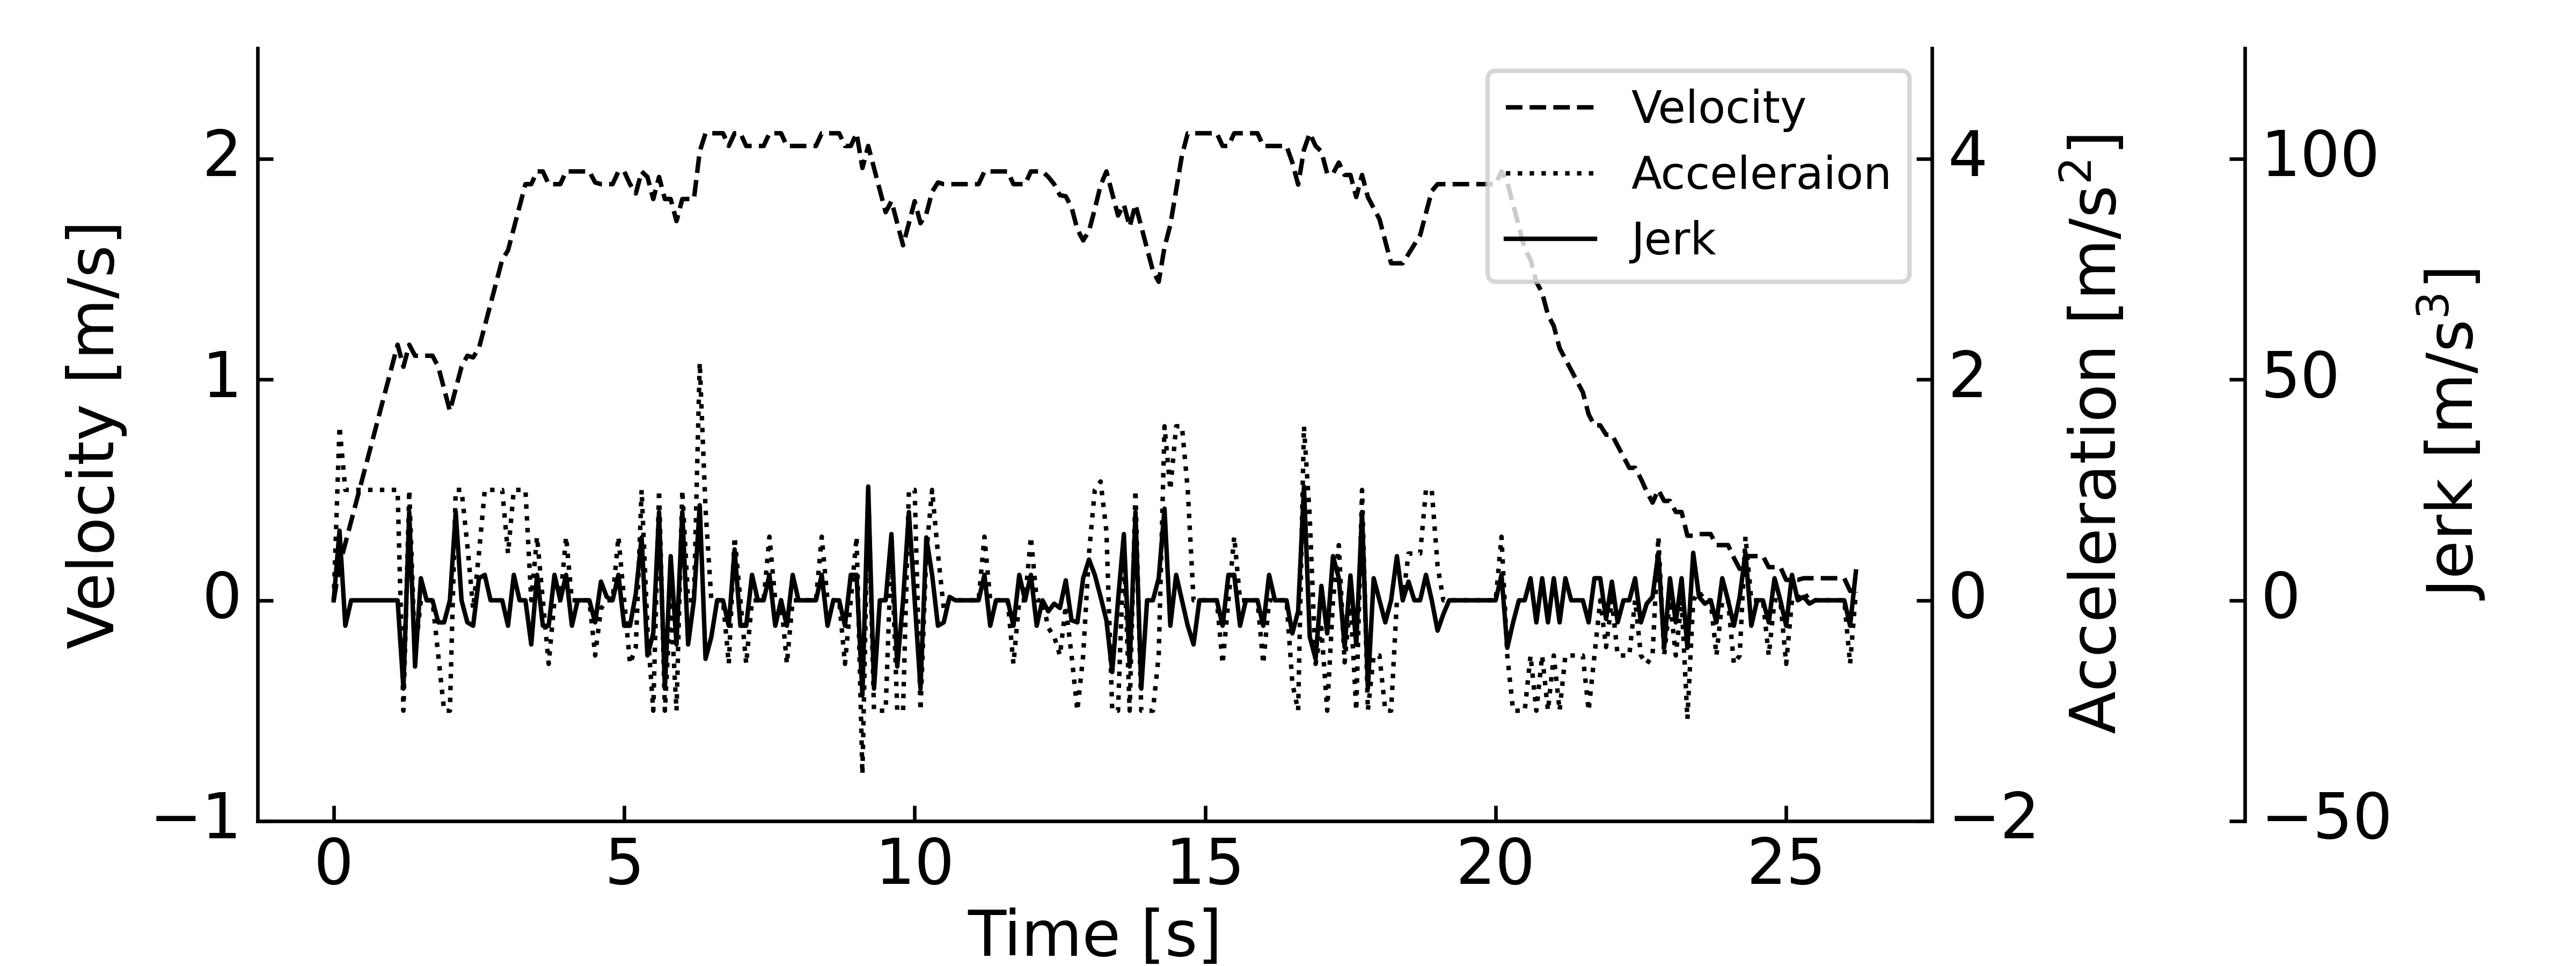 Velocity [m/s]
2
1
0
−1
0 5 10 15 20 25
Time [s]
Velocity
Acceleraion
Jerk
4
2
0
−2
Acceleration [m/s²]
100
50
0
−50
Jerk [m/s³]